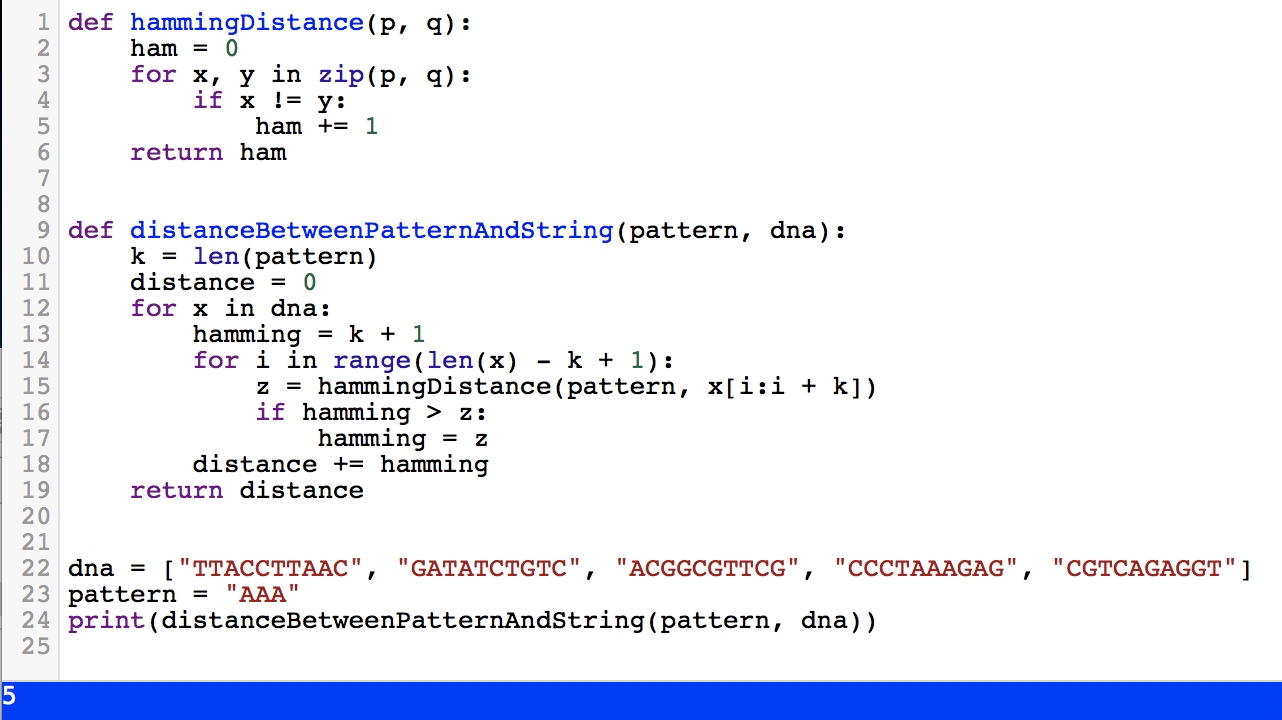 1 def hammingDistance(p, q):
2     ham = 0
3     for x, y in zip(p, q):
4         if x != y:
5             ham += 1
6     return ham
7
8
9 def distanceBetweenPatternAndString(pattern, dna):
10     k = len(pattern)
11     distance = 0
12     for x in dna:
13         hamming = k + 1
14         for i in range(len(x) - k + 1):
15             z = hammingDistance(pattern, x[i:i + k])
16             if hamming > z:
17                 hamming = z
18         distance += hamming
19     return distance
20
21
22 dna = ["TTACCTTAAC", "GATATCTGTC", "ACGGCGTTCG", "CCCTAAAGAG", "CGTCAGAGGT"]
23 pattern = "AAA"
24 print(distanceBetweenPatternAndString(pattern, dna))
25
5